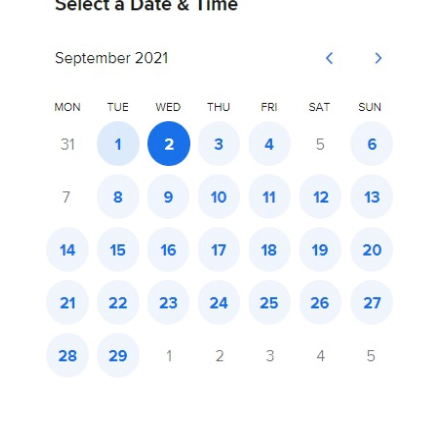 Select a Date & Time
September 2021
MON TUE WED THU FRI SAT SUN
31 1 2 3 4 5 6
7 8 9 10 11 12 13
14 15 16 17 18 19 20
21 22 23 24 25 26 27
28 29 1 2 3 4 5